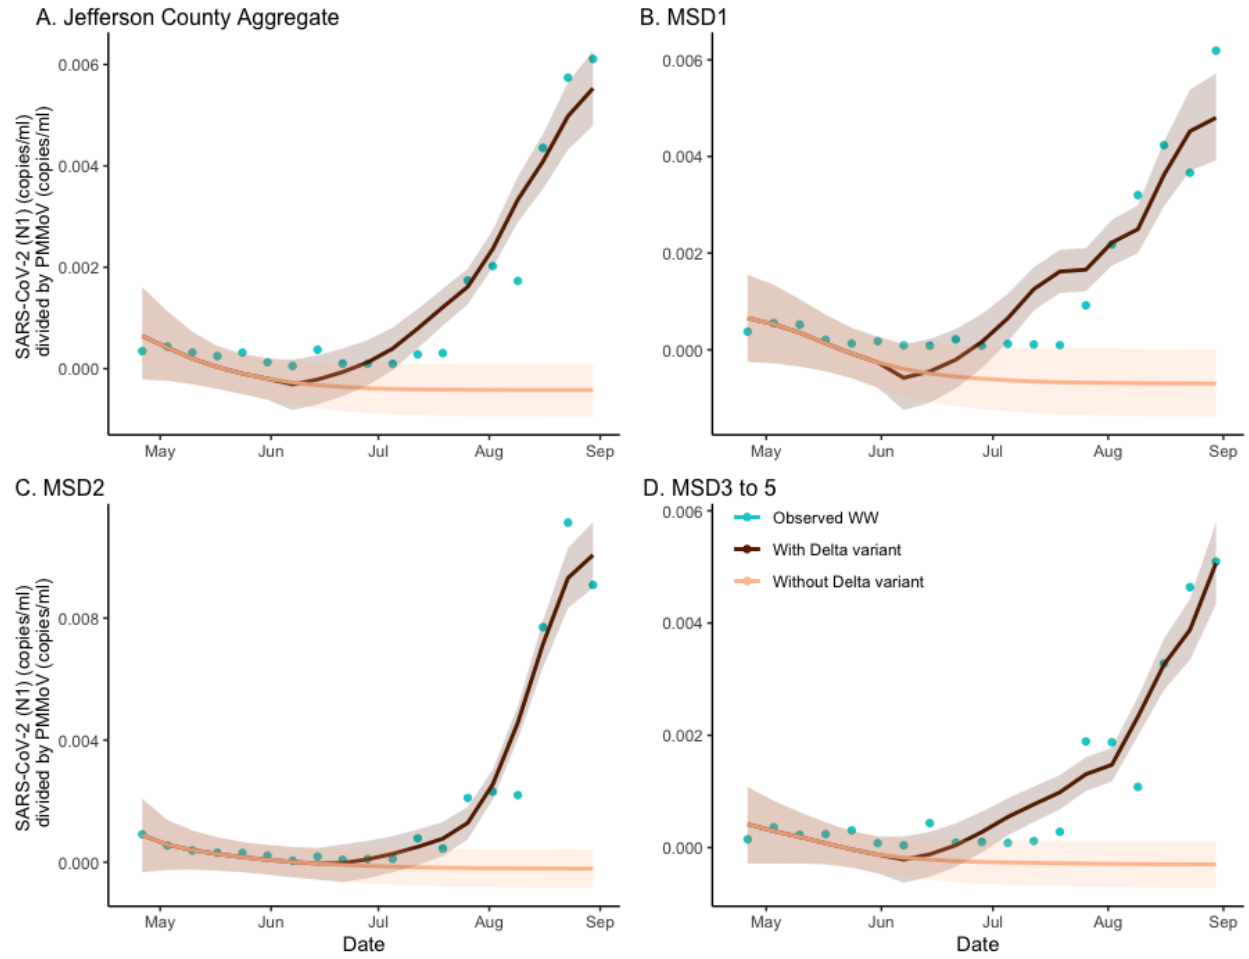 A. Jefferson County Aggregate
SARS-CoV-2 (N1) (copies/ml)
divided by PMMoV (copies/ml)
0.006
0.004
0.002
0.000
May
Jun
Jul
Aug
Sep
B. MSD1
0.006
0.004
0.002
0.000
May
Jun
Jul
Aug
Sep
C. MSD2
SARS-CoV-2 (N1) (copies/ml)
divided by PMMoV (copies/ml)
0.008
0.004
0.000
May
Jun
Jul
Aug
Sep
Date
D. MSD3 to 5
0.006
0.004
0.002
0.000
Observed WW
With Delta variant
Without Delta variant
May
Jun
Jul
Aug
Sep
Date